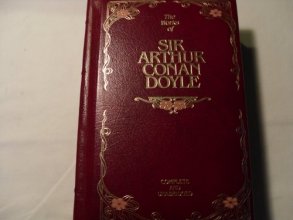 The
Works
of
SIR
ARTHUR
CONAN
DOYLE
COMPLETE
AND
UNABRIDGED